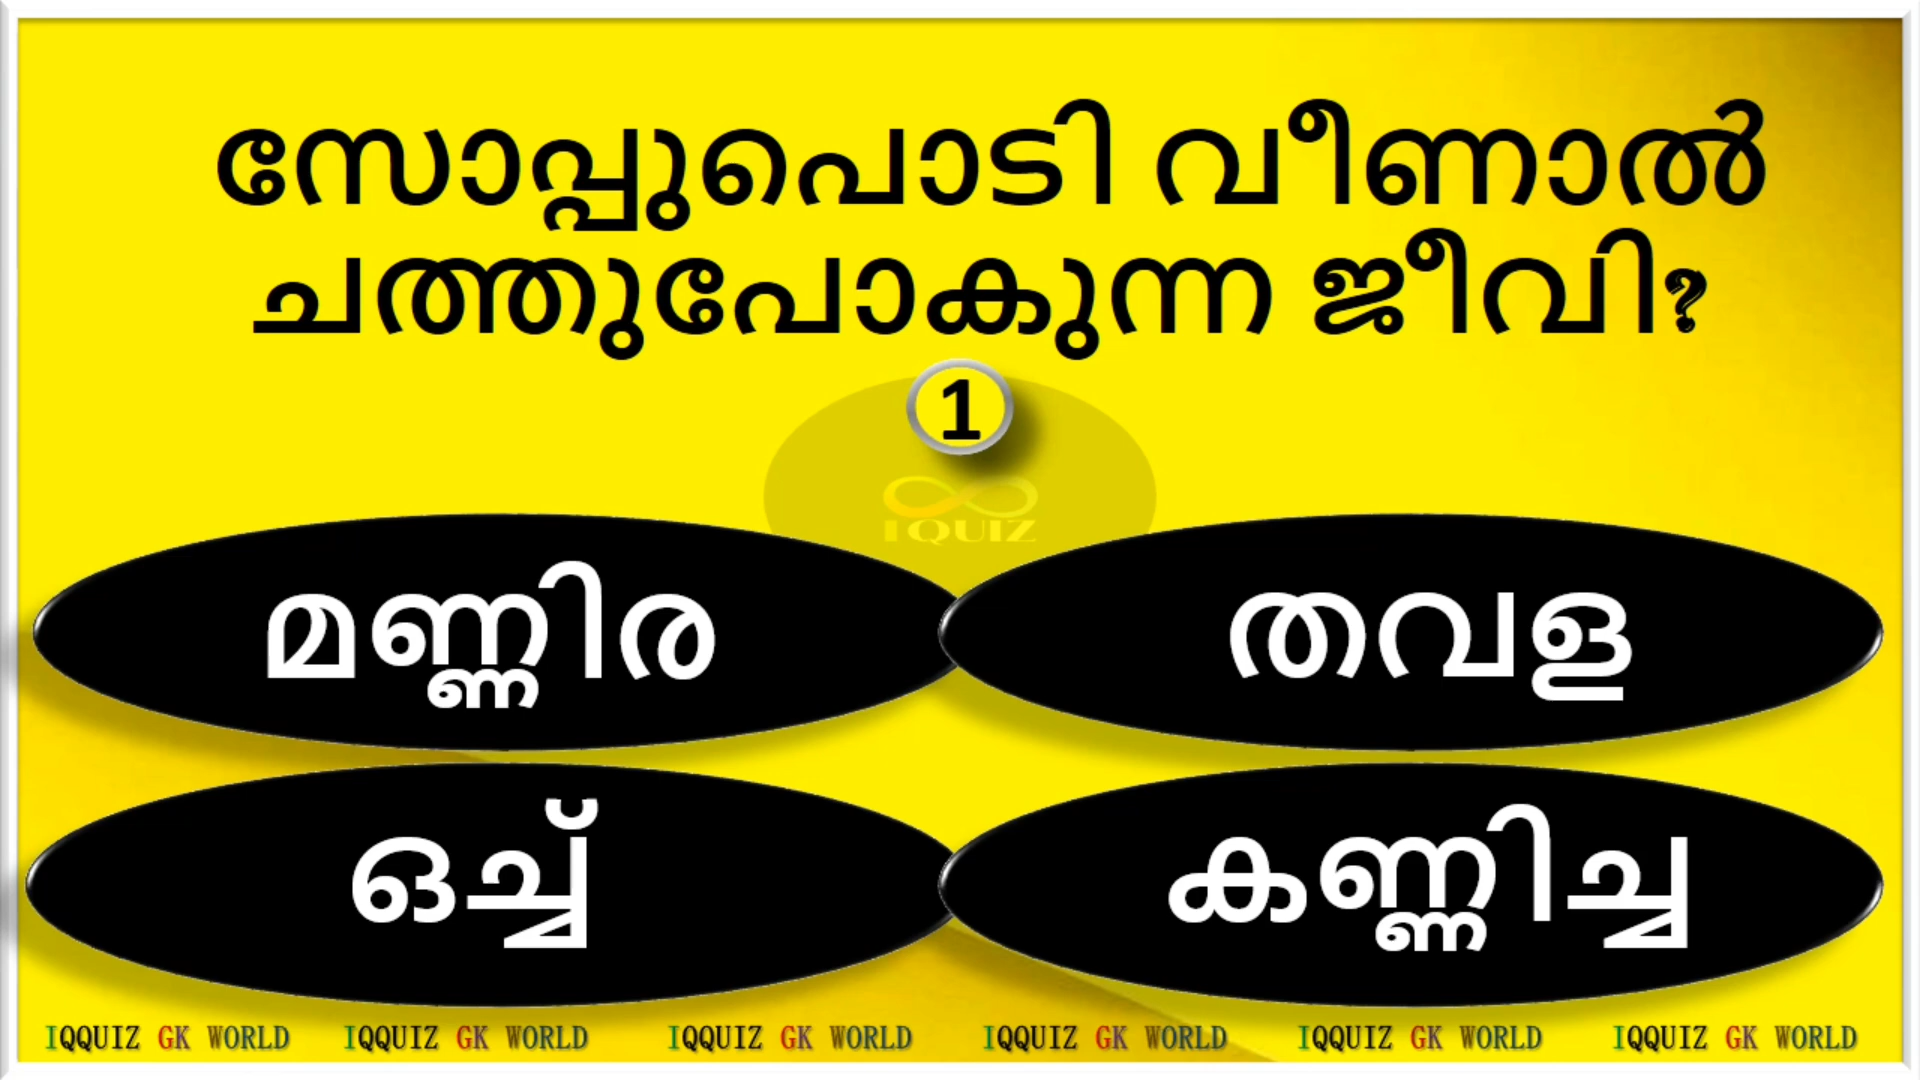 സോപ്പുപൊടി വീണാൽ
ചത്തുപോകുന്ന ജീവി?
1
I QUIZ
മണ്ണിര
തവള
ഒച്ച്
കണ്ണിച്ച
IQQUIZ GK WORLD IQQUIZ GK WORLD IQQUIZ GK WORLD IQQUIZ GK WORLD IQQUIZ GK WORLD IQQUIZ GK WORLD